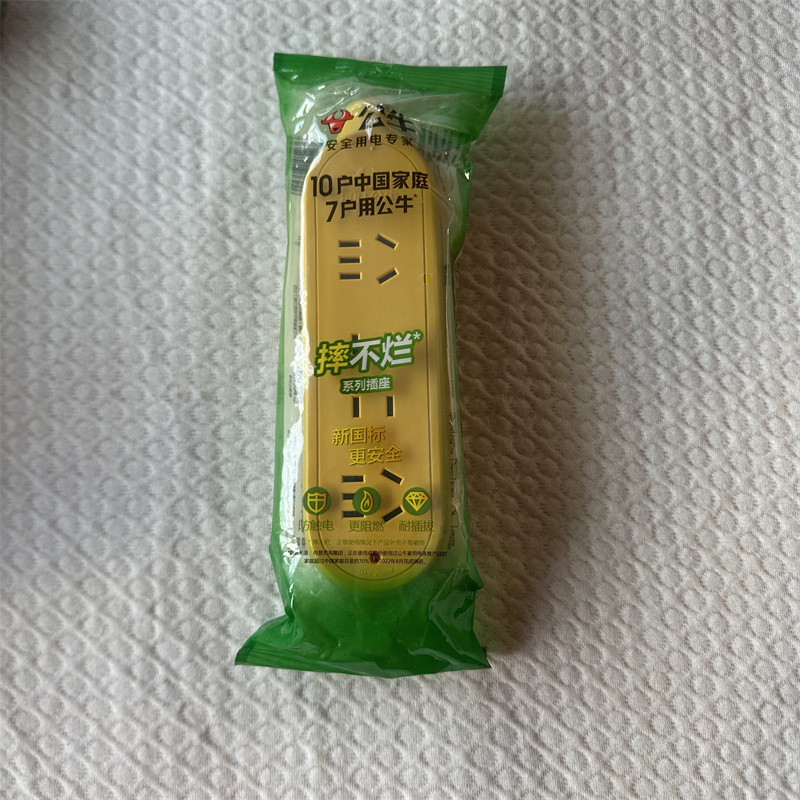 公牛
安全用电专家
10户中国家庭
7户用公牛*
摔不烂*
系列插座
新国标
更安全
防触电 更阻燃 耐插拔